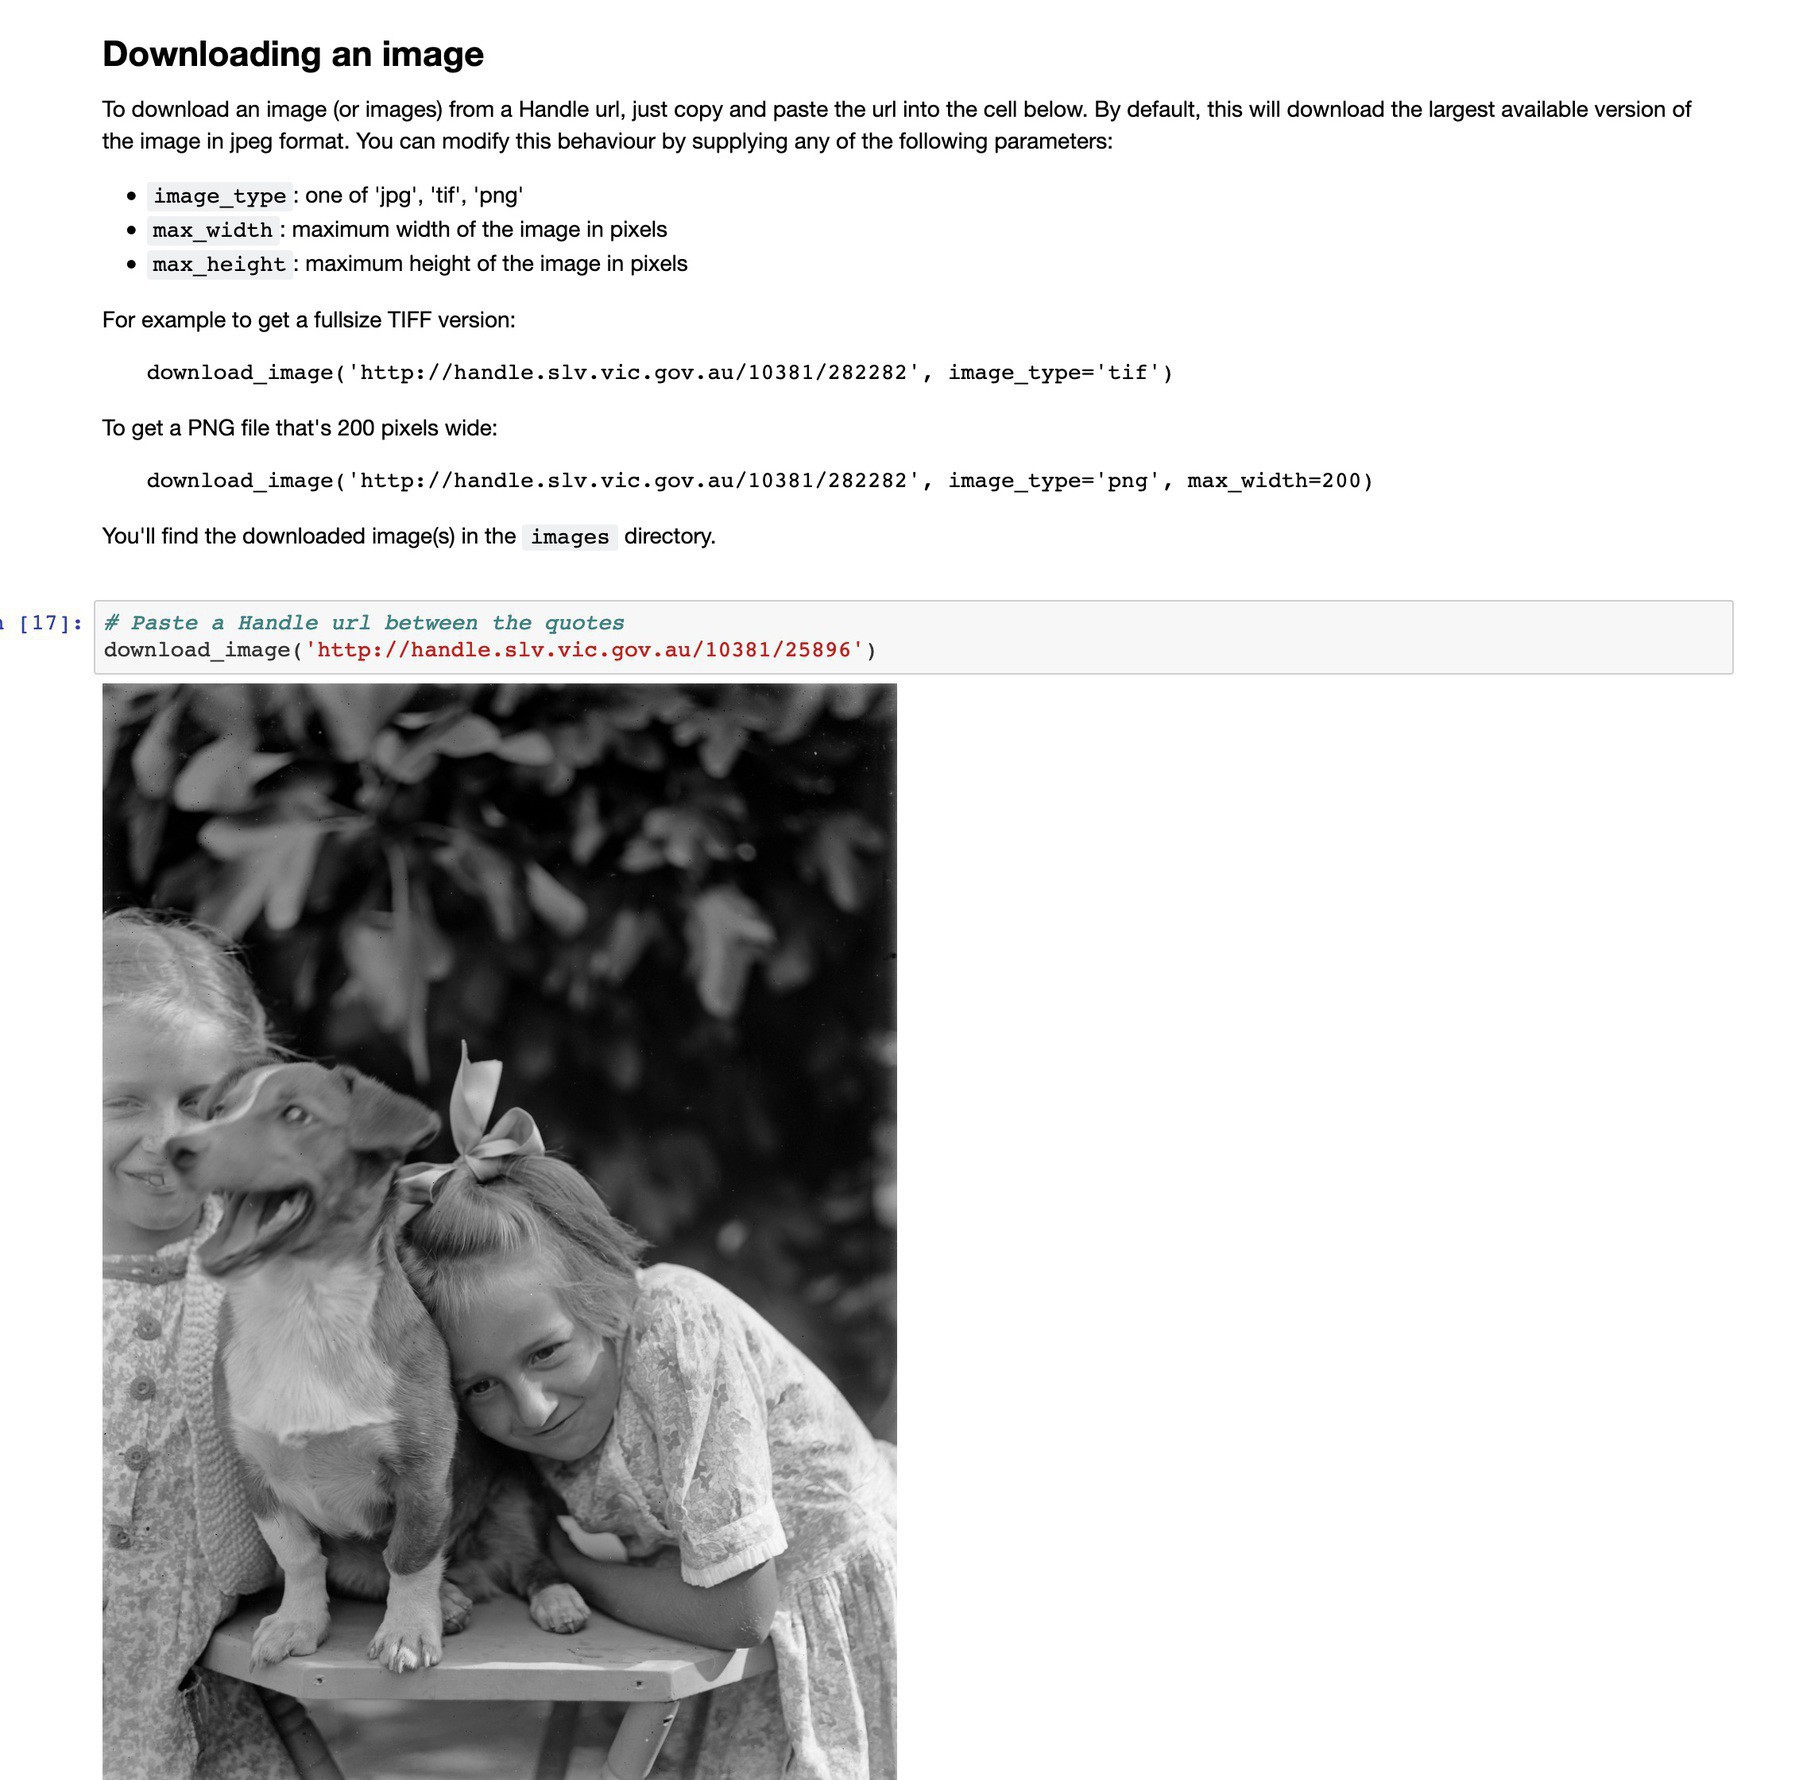 Downloading an image
To download an image (or images) from a Handle url, just copy and paste the url into the cell below. By default, this will download the largest available version of
the image in jpeg format. You can modify this behaviour by supplying any of the following parameters:
• image_type : one of 'jpg', 'tif', 'png'
• max_width : maximum width of the image in pixels
• max_height : maximum height of the image in pixels
For example to get a fullsize TIFF version:
download_image('http://handle.slv.vic.gov.au/10381/282282', image_type='tif')
To get a PNG file that's 200 pixels wide:
download_image('http://handle.slv.vic.gov.au/10381/282282', image_type='png', max_width=200)
You'll find the downloaded image(s) in the images directory.
[17]: # Paste a Handle url between the quotes
download_image('http://handle.slv.vic.gov.au/10381/25896')